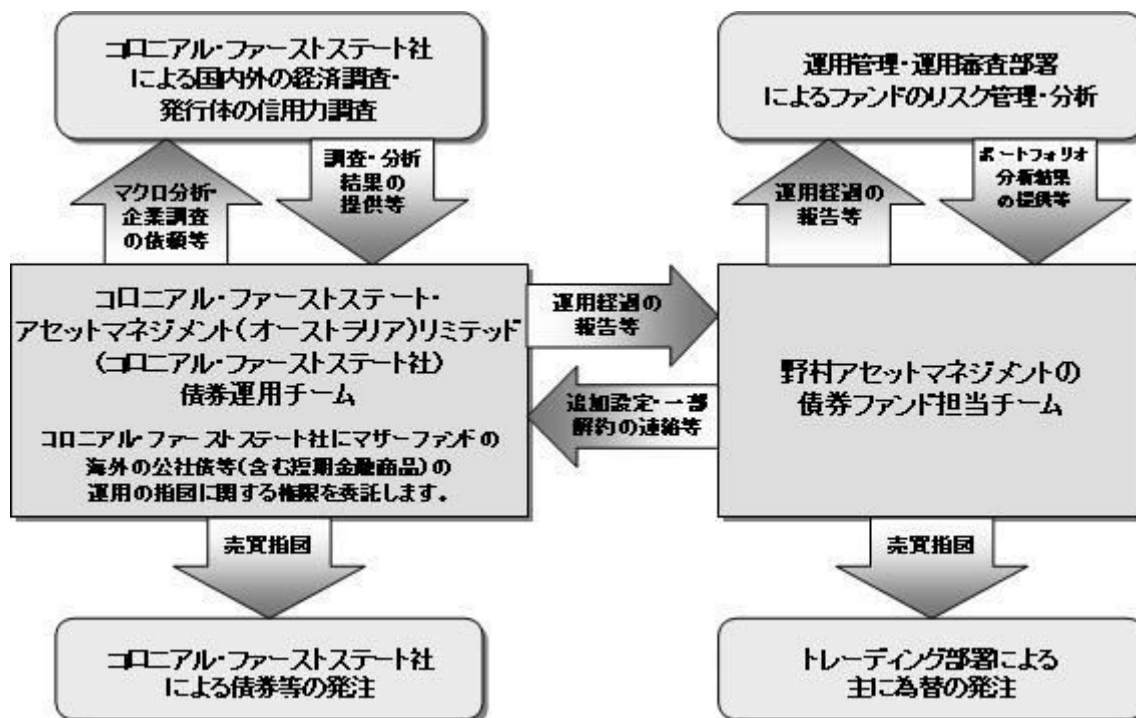 コロニアル・ファーストステート社
による国内外の経済調査・
発行体の信用力調査
運用管理・運用審査部署
によるファンドのリスク管理・分析
マクロ分析・
企業調査
の依頼等
調査・分析
結果の
提供等
運用経過の
報告等
ポートフォリオ
分析結果
の提供等
コロニアル・ファーストステート・
アセットマネジメント(オーストラリア)リミテッド
(コロニアル・ファーストステート社)
債券運用チーム
コロニアル・ファーストステート社にマザーファンドの
海外の公社債等(含む短期金融商品)の
運用の指図に関する権限を委託します。
運用経過の
報告等
追加設定・一部
解約の連絡等
野村アセットマネジメントの
債券ファンド担当チーム
売買指図
売買指図
コロニアル・ファーストステート社
による債券等の発注
トレーディング部署による
主に為替の発注